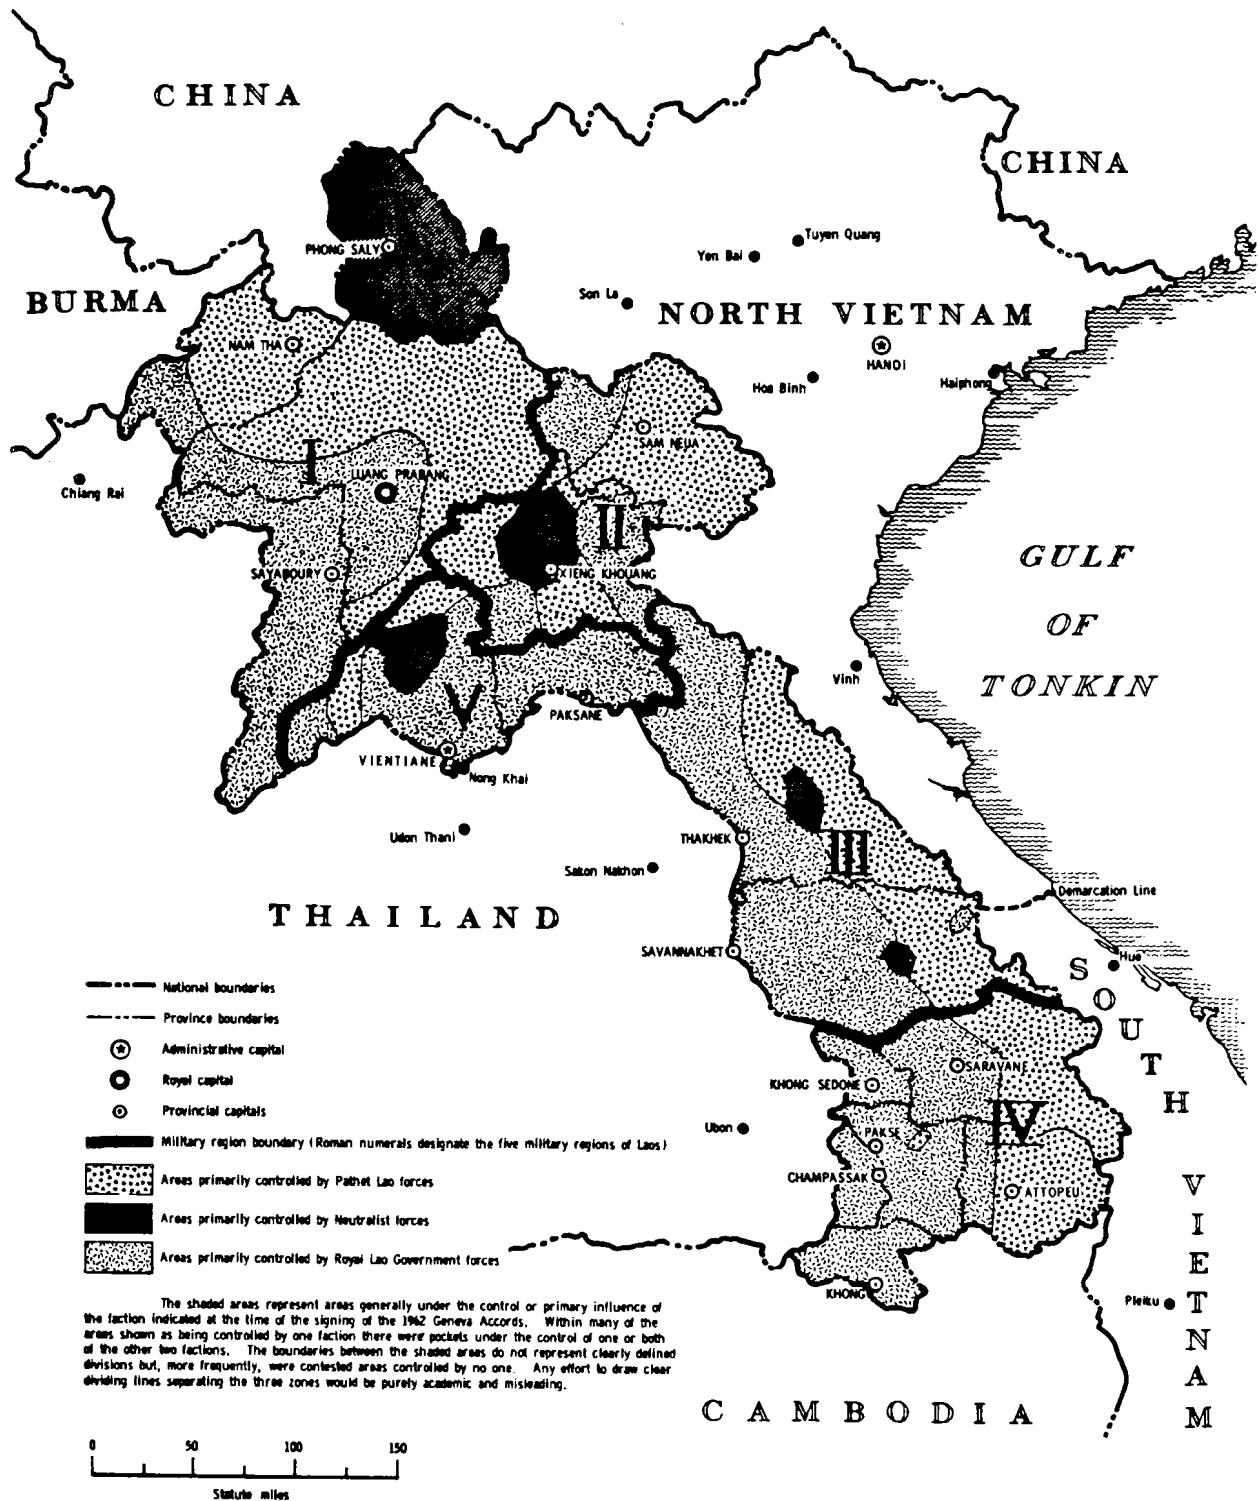 CHINA
CHINA
PHONG SALY
Tuyen Quang
Yen Bai
BURMA
Son La
NORTH VIETNAM
NAM THA
HANOI
Hoa Binh
Haiphong
SAM NEUA
I
LUANG PRABANG
Chiang Rai
II
GULF
OF
TONKIN
SAYABOURY
XIENG KHOUANG
Vinh
V
PAKSANE
VIENTIANE
Nong Khai
Udon Thani
THAKHEK
III
Sakon Nakhon
Demarcation Line
THAILAND
SAVANNAKHET
Hue
SOUTH
VIETNAM
National boundaries
Province boundaries
Administrative capital
Royal capital
Provincial capitals
Military region boundary (Roman numerals designate the five military regions of Laos)
Areas primarily controlled by Pathet Lao forces
Areas primarily controlled by Neutralist forces
Areas primarily controlled by Royal Lao Government forces
SARAVANE
KHONG SEDONE
IV
Ubon
PAKSE
CHAMPASSAK
ATTOPEU
KHONG
Pleiku
The shaded areas represent areas generally under the control or primary influence of
the faction indicated at the time of the signing of the 1962 Geneva Accords. Within many of the
areas shown as being controlled by one faction there were pockets under the control of one or both
of the other two factions. The boundaries between the shaded areas do not represent clearly defined
divisions but, more frequently, were contested areas controlled by no one. Any effort to draw clear
dividing lines separating the three zones would be purely academic and misleading.
CAMBODIA
0 50 100 150
Statute miles